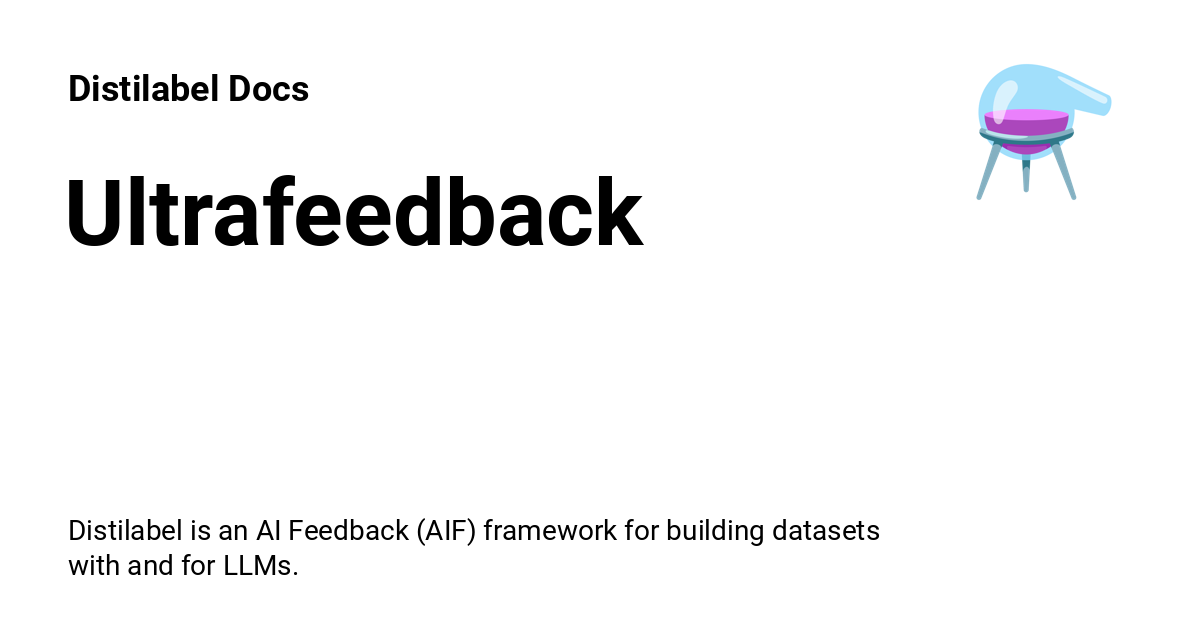 Distilabel Docs
Ultrafeedback
Distilabel is an AI Feedback (AIF) framework for building datasets
with and for LLMs.